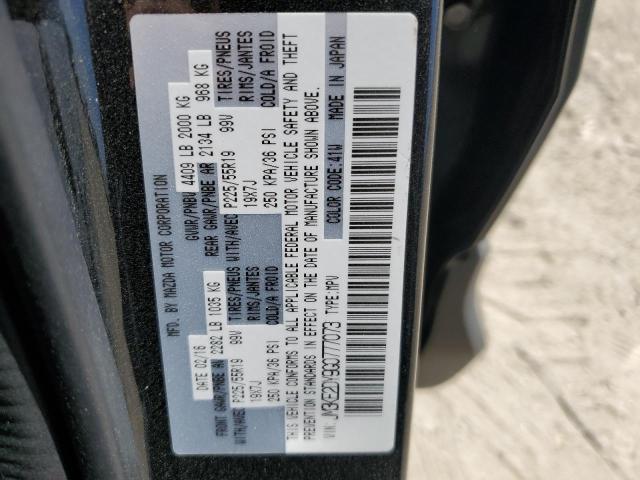 MFD. BY MAZDA MOTOR CORPORATION
DATE 02/16 GVWR/PNBV 4409 LB 2000 KG
FRONT GAWR/PNBE AV 2282 LB 1035 KG REAR GAWR/PNBE AR 2134 LB 968 KG
WITH/AVEC TIRES/PNEUS WITH/AVEC TIRES/PNEUS
P225/55R19 99V RIMS/JANTES P225/55R19 99V RIMS/JANTES
19X7J COLD/A FROID 19X7J COLD/A FROID
250 KPA/36 PSI 250 KPA/36 PSI
THIS VEHICLE CONFORMS TO ALL APPLICABLE FEDERAL MOTOR VEHICLE SAFETY AND THEFT
PREVENTION STANDARDS IN EFFECT ON THE DATE OF MANUFACTURE SHOWN ABOVE.
VIN: JM3KE2DY9G0777073 TYPE:MPV COLOR CODE:41W MADE IN JAPAN